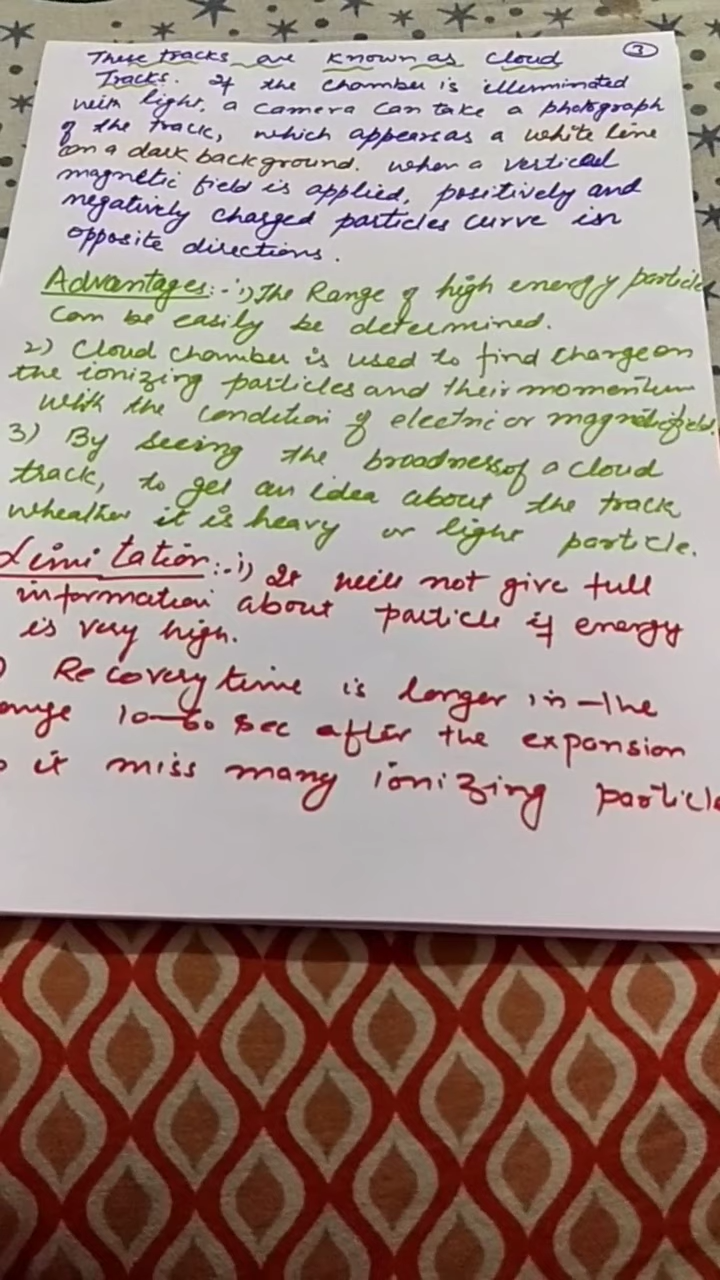 3
These tracks are known as Cloud
Tracks. If the chamber is illuminated
with light, a camera can take a photograph
of the track, which appears as a white line
on a dark background. when a vertical
magnetic field is applied, positively and
negatively charged particles curve in
opposite directions.
Advantages:- 1) The Range of high energy particle
can be easily be determined.
2) Cloud chamber is used to find charge on
the ionizing particles and their momentum
with the condition of electric or magnetic field.
3) By seeing the broadness of a cloud
track, to get an idea about the track
wheather it is heavy or light particle.
Limitation:- 1) It will not give full
information about particle if energy
is very high.
) Recovery time is longer in the
ange 10-60 sec after the expansion
o it miss many ionizing particle